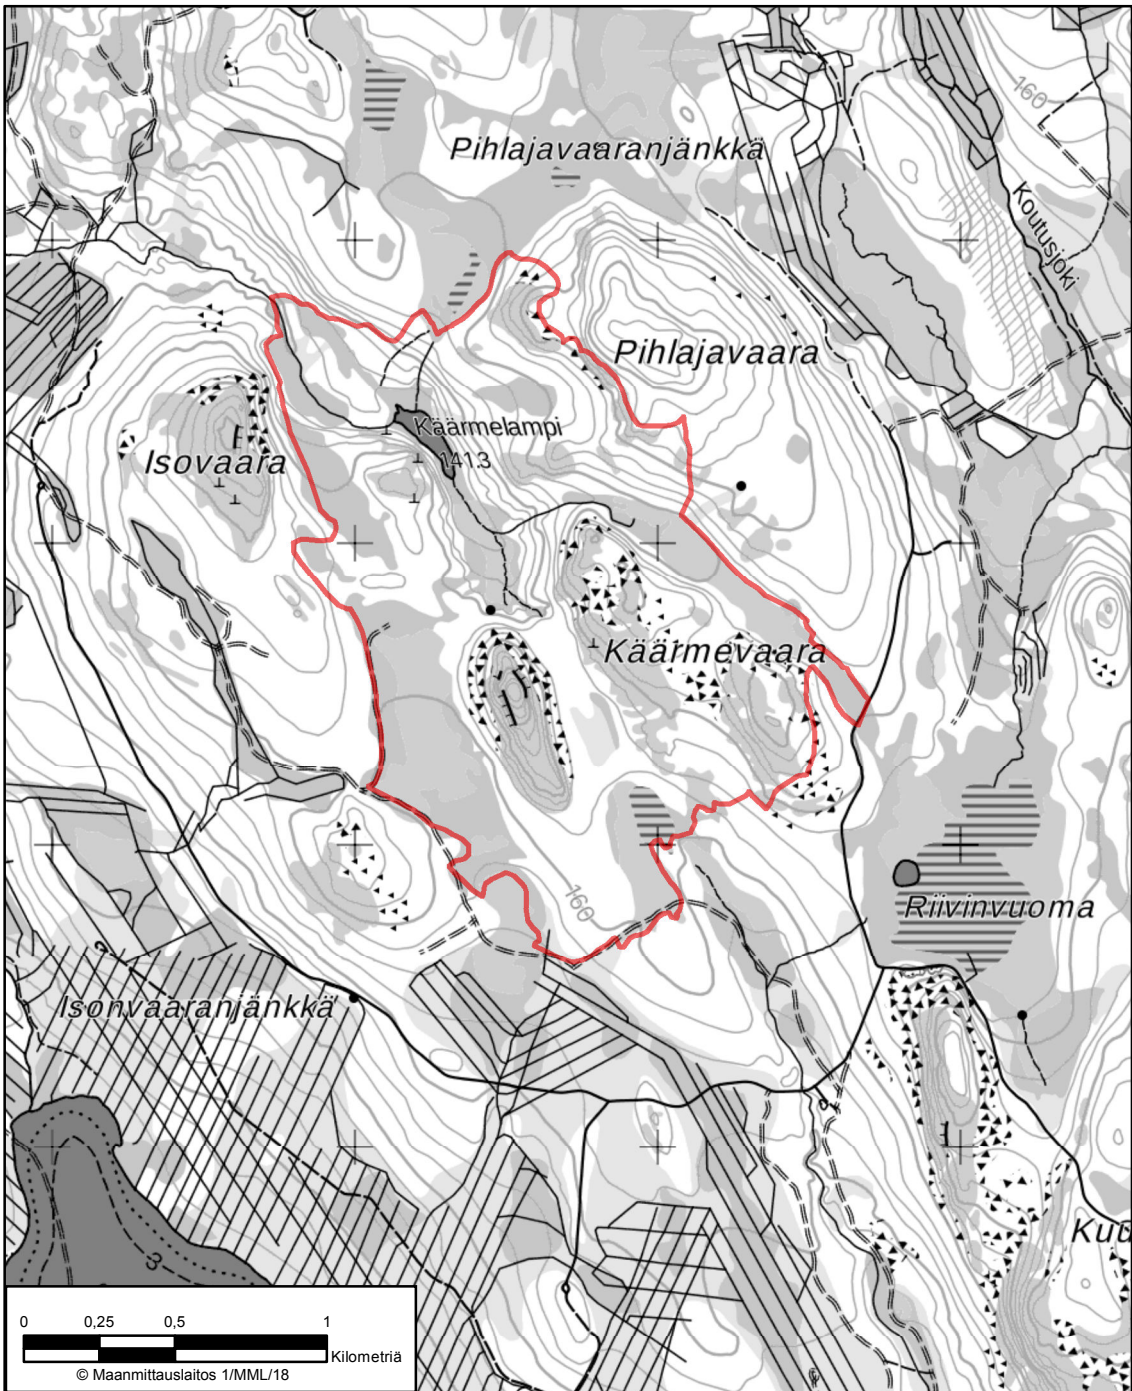 160
Pihlajavaaranjänkkä
Koutusjoki
Pihlajavaara
Käärmelampi
141.3
Isovaara
Käärmevaara
160
Riivinvuoma
Isonvaaranjänkkä
Kuu
3
0 0,25 0,5 1
Kilometriä
© Maanmittauslaitos 1/MML/18